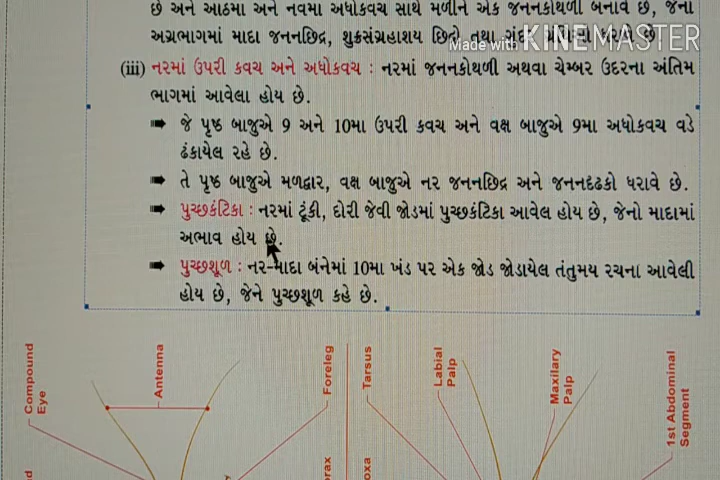 છે અને આઠમા અને નવમા અધોકવચ સાથે મળીને એક જનનકોથળી બનાવે છે, જેના
અગ્રભાગમાં માદા જનનછિદ્ર, શુક્રસંગ્રહાશય છિદ્રો તથા
Made with KINEMASTER
(iii) નરમાં ઉપરી કવચ અને અધોકવચ : નરમાં જનનકોથળી અથવા ચેમ્બર ઉદરના અંતિમ
ભાગમાં આવેલા હોય છે.
➠ જે પૃષ્ઠ બાજુએ 9 અને 10મા ઉપરી કવચ અને વક્ષ બાજુએ 9મા અધોકવચ વડે
ઢંકાયેલ રહે છે.
➠ તે પૃષ્ઠ બાજુએ મળદ્વાર, વક્ષ બાજુએ નર જનનછિદ્ર અને જનનદંઢકો ધરાવે છે.
➠ પુચ્છકંટિકા : નરમાં ટૂંકી, દોરી જેવી જોડમાં પુચ્છકંટિકા આવેલ હોય છે, જેનો માદામાં
અભાવ હોય છે.
➠ પુચ્છશૂળ : નર-માદા બંનેમાં 10મા ખંડ પર એક જોડ જોડાયેલ તંતુમય રચના આવેલી
હોય છે, જેને પુચ્છશૂળ કહે છે.
Compound
Eye
Antenna
Foreleg
Tarsus
Labial
Palp
Maxilary
Palp
1st Abdominal
Segment